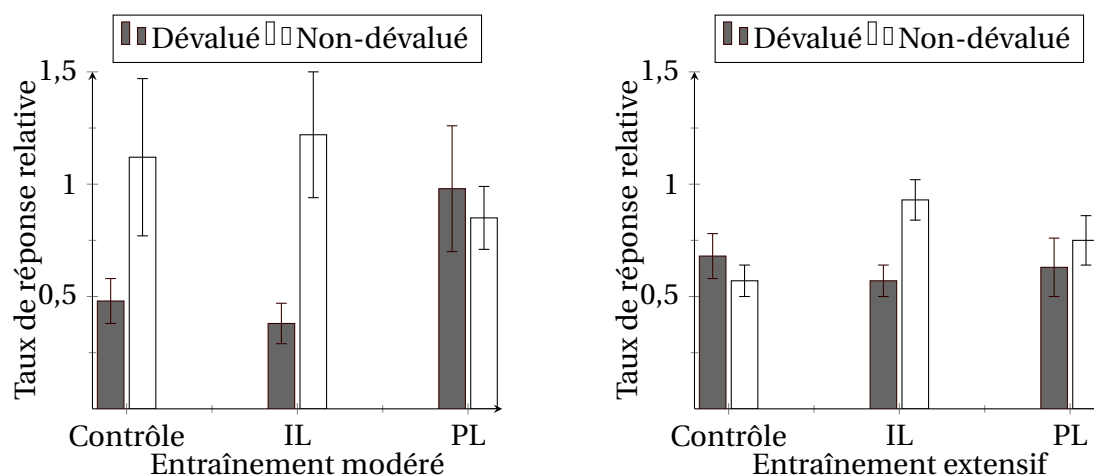 Dévalué Non-dévalué
Taux de réponse relative
1,5
1
0,5
Contrôle IL PL
Entraînement modéré
Dévalué Non-dévalué
Taux de réponse relative
1,5
1
0,5
Contrôle IL PL
Entraînement extensif